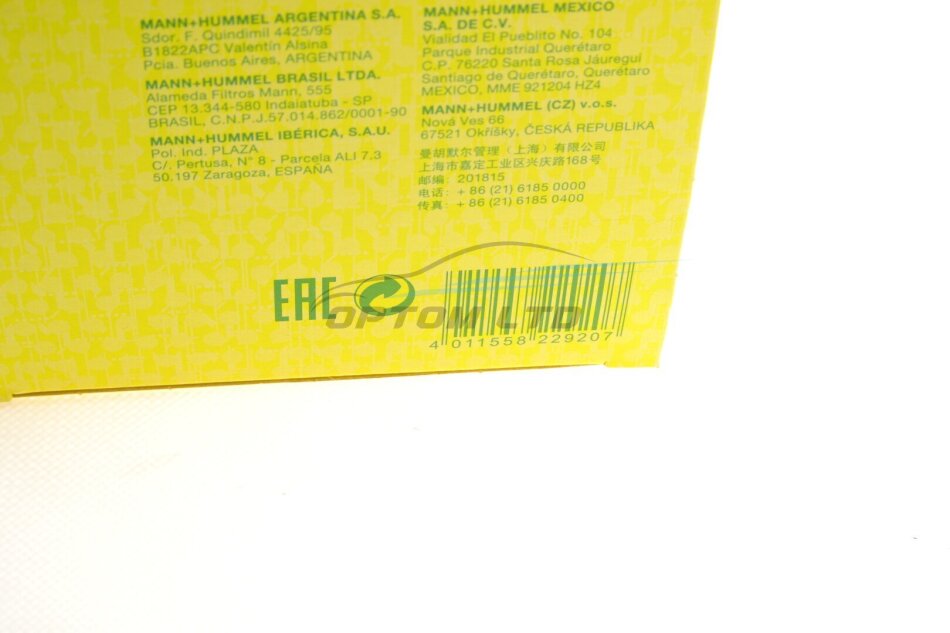 MANN+HUMMEL ARGENTINA S.A.
Sdor. F. Quindimil 4425/95
B1822APC Valentín Alsina
Pcia. Buenos Aires, ARGENTINA
MANN+HUMMEL BRASIL LTDA.
Alameda Filtros Mann, 555
CEP 13.344-580 Indaiatuba - SP
BRASIL, C.N.P.J.57.014.862/0001-90
MANN+HUMMEL IBÉRICA, S.A.U.
Pol. Ind. PLAZA
C/. Pertusa, N° 8 - Parcela ALI 7.3
50.197 Zaragoza, ESPAÑA
MANN+HUMMEL MEXICO
S.A. DE C.V.
Vialidad El Pueblito No. 104
Parque Industrial Querétaro
C.P. 76220 Santa Rosa Jáuregui
Santiago de Querétaro, Querétaro
MEXICO, MME 921204 HZ4
MANN+HUMMEL (CZ) v.o.s.
Nová Ves 66
67521 Okříšky, ČESKÁ REPUBLIKA
曼胡默尔管理（上海）有限公司
上海市嘉定工业区兴庆路168号
邮编: 201815
电话: + 86 (21) 6185 0000
传真: + 86 (21) 6185 0400
EAC
OPTOM LTD
4 011558 229207